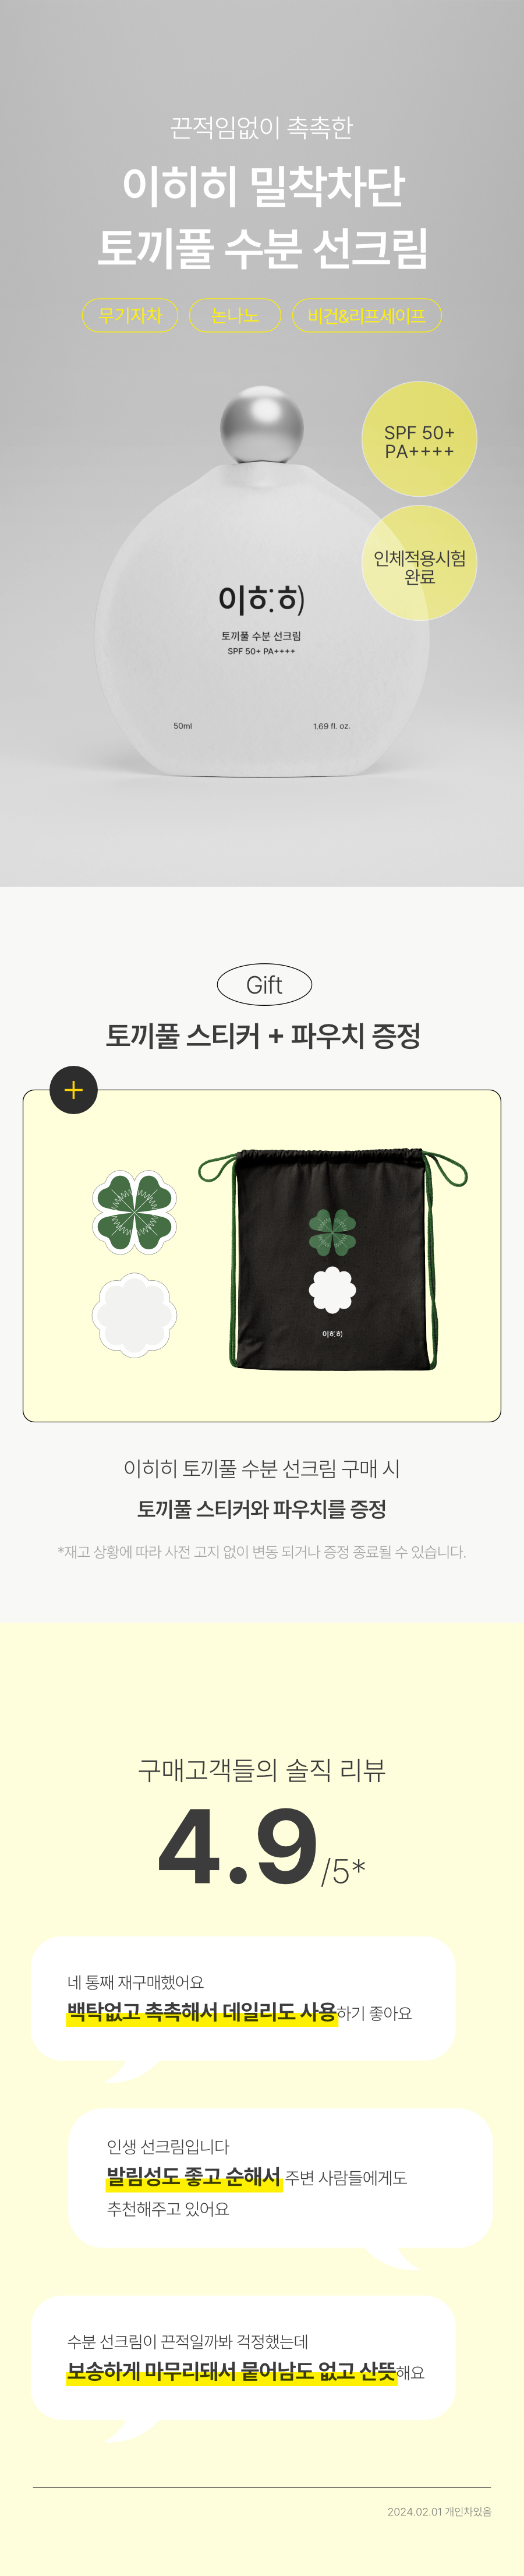 끈적임없이 촉촉한
이히히 밀착차단
토끼풀 수분 선크림
무기자차 논나노 비건&리프세이프
SPF 50+
PA++++
인체적용시험
완료
이히히
토끼풀 수분 선크림
SPF 50+ PA++++
50ml 1.69 fl. oz.
Gift
토끼풀 스티커 + 파우치 증정
+
이히히
이히히 토끼풀 수분 선크림 구매 시
토끼풀 스티커와 파우치를 증정
*재고 상황에 따라 사전 고지 없이 변동 되거나 증정 종료될 수 있습니다.
구매고객들의 솔직 리뷰
4.9/5*
네 통째 재구매했어요
백탁없고 촉촉해서 데일리도 사용하기 좋아요
인생 선크림입니다
발림성도 좋고 순해서 주변 사람들에게도
추천해주고 있어요
수분 선크림이 끈적일까봐 걱정했는데
보송하게 마무리돼서 묻어남도 없고 산뜻해요
2024.02.01 개인차있음